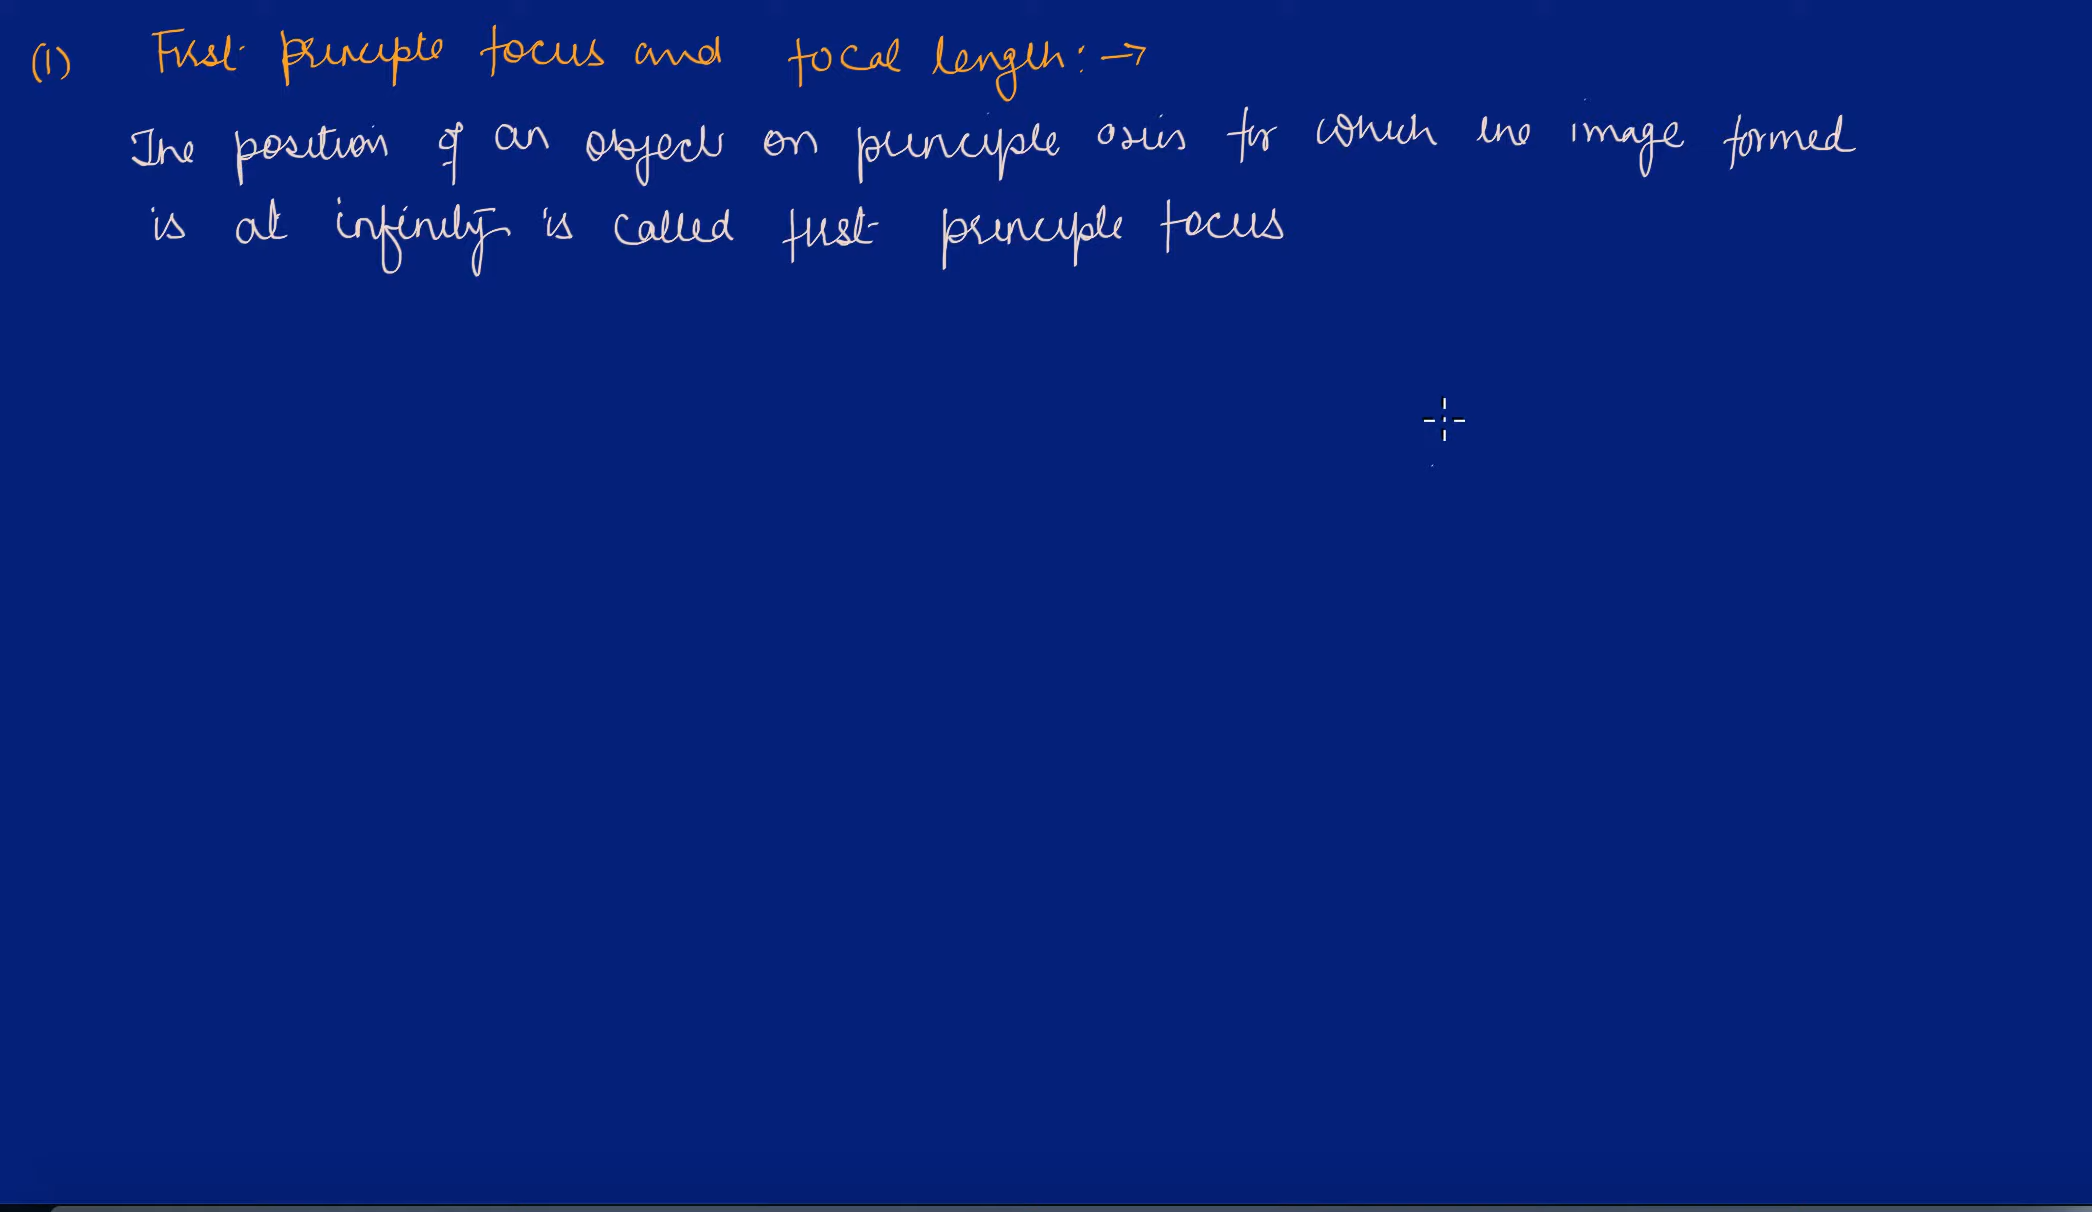 (1) First principle focus and focal length:→
The position of an object on principle axis for which the image formed
is at infinity is called first principle focus